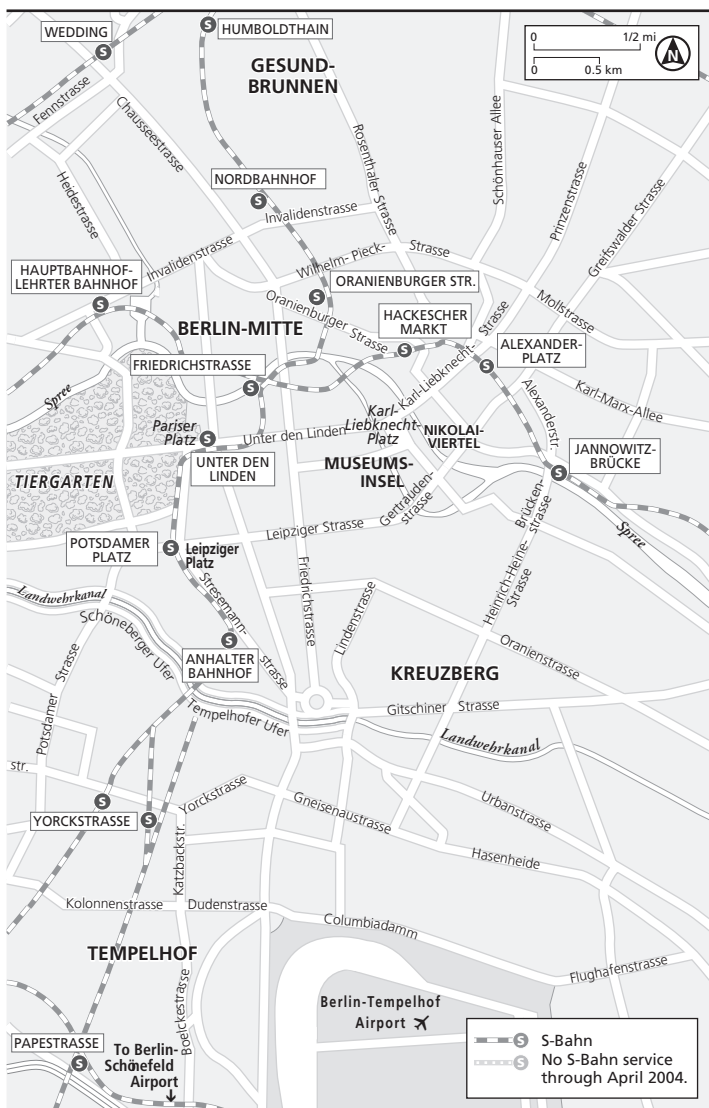 WEDDING
HUMBOLDTHAIN
0 1/2 mi
0 0.5 km
N
GESUND-
BRUNNEN
Fennstrasse
Chausseestrasse
Rosenthaler Strasse
Schönhauser Allee
Prinzenstrasse
Greifswalder Strasse
Heidestrasse
NORDBAHNHOF
Invalidenstrasse
Invalidenstrasse
Wilhelm-Pieck- Strasse
HAUPTBAHNHOF-
LEHRTER BAHNHOF
ORANIENBURGER STR.
Oranienburger Strasse
Mollstrasse
BERLIN-MITTE
HACKESCHER
MARKT
ALEXANDER-
PLATZ
FRIEDRICHSTRASSE
Karl-Liebknecht- Strasse
Spree
Karl-Marx-Allee
Alexanderstr.
Pariser
Platz
Unter den Linden
Karl-
Liebknecht-
Platz
NIKOLAI-
VIERTEL
UNTER DEN
LINDEN
MUSEUMS-
INSEL
JANNOWITZ-
BRÜCKE
TIERGARTEN
Gertrauden-
strasse
Brücken-
strasse
Spree
Leipziger Strasse
POTSDAMER
PLATZ
Leipziger
Platz
Heinrich-Heine-
Strasse
Landwehrkanal
Schöneberger Ufer
Stresemann-
strasse
Friedrichstrasse
Lindenstrasse
Oranienstrasse
ANHALTER
BAHNHOF
KREUZBERG
Potsdamer Strasse
Tempelhofer Ufer
Gitschiner Strasse
Landwehrkanal
str.
YORCKSTRASSE
Yorckstrasse
Gneisenaustrasse
Urbanstrasse
Katzbackstr.
Hasenheide
Kolonnenstrasse
Dudenstrasse
Columbiadamm
TEMPELHOF
Flughafenstrasse
Boelckestrasse
Berlin-Tempelhof
Airport
PAPESTRASSE
To Berlin-
Schönefeld
Airport
S S-Bahn
S No S-Bahn service
through April 2004.